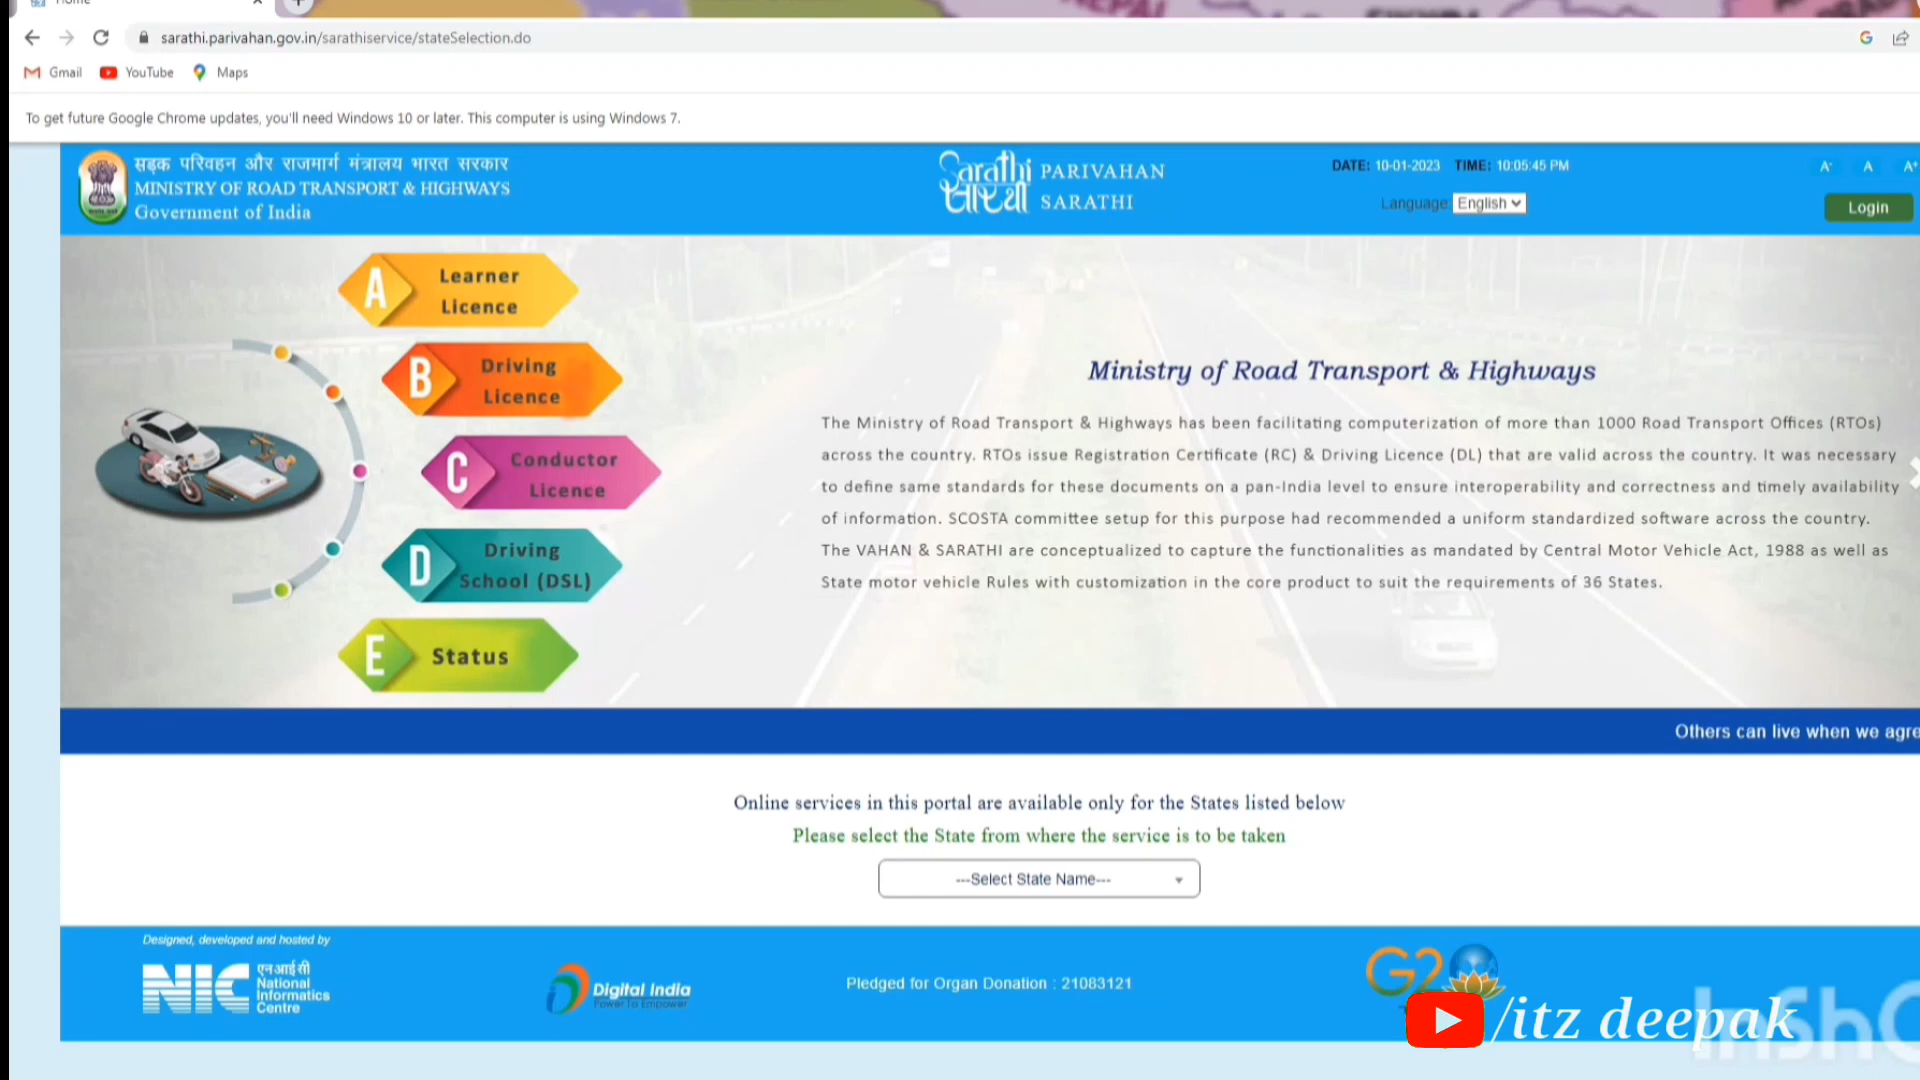 Home
sarathi.parivahan.gov.in/sarathiservice/stateSelection.do
Gmail YouTube Maps
To get future Google Chrome updates, you'll need Windows 10 or later. This computer is using Windows 7.
सड़क परिवहन और राजमार्ग मंत्रालय भारत सरकार
MINISTRY OF ROAD TRANSPORT & HIGHWAYS
Government of India
Sarathi
सारथी
PARIVAHAN
SARATHI
DATE: 10-01-2023 TIME: 10:05:45 PM
Language English
A- A A+
Login
A Learner
Licence
B Driving
Licence
C Conductor
Licence
D Driving
School (DSL)
E Status
Ministry of Road Transport & Highways
The Ministry of Road Transport & Highways has been facilitating computerization of more than 1000 Road Transport Offices (RTOs)
across the country. RTOs issue Registration Certificate (RC) & Driving Licence (DL) that are valid across the country. It was necessary
to define same standards for these documents on a pan-India level to ensure interoperability and correctness and timely availability
of information. SCOSTA committee setup for this purpose had recommended a uniform standardized software across the country.
The VAHAN & SARATHI are conceptualized to capture the functionalities as mandated by Central Motor Vehicle Act, 1988 as well as
State motor vehicle Rules with customization in the core product to suit the requirements of 36 States.
Others can live when we agre
Online services in this portal are available only for the States listed below
Please select the State from where the service is to be taken
---Select State Name---
Designed, developed and hosted by
NIC
एन आई सी
National
Informatics
Centre
Digital India
Power To Empower
Pledged for Organ Donation : 21083121
G2
/itz deepak
InShO